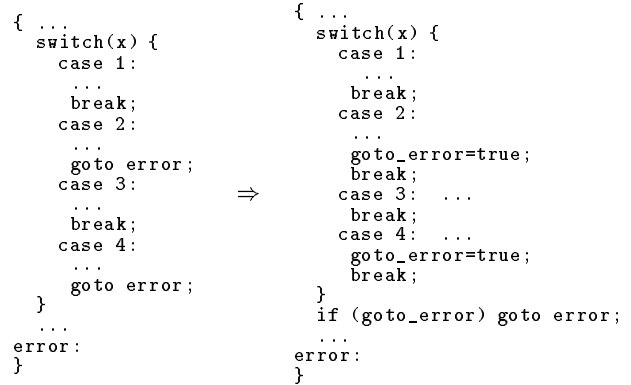 { ...
  switch(x) {
    case 1:
      ...
      break;
    case 2:
      ...
      goto error;
    case 3:
      ...
      break;
    case 4:
      ...
      goto error;
  }
  ...
error:
}
⇒
{ ...
  switch(x) {
    case 1:
      ...
      break;
    case 2:
      ...
      goto_error=true;
      break;
    case 3:  ...
      break;
    case 4:  ...
      goto_error=true;
      break;
  }
  if (goto_error) goto error;
  ...
error:
}